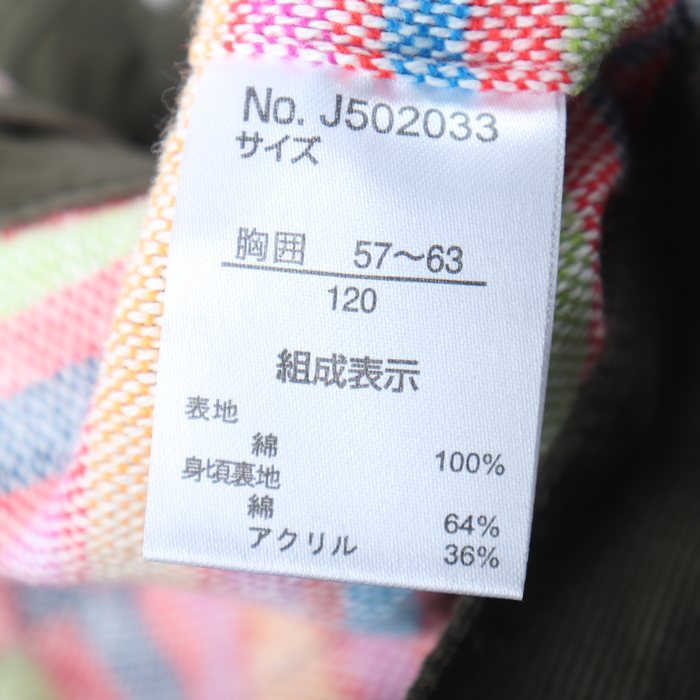 No. J502033
サイズ
胸囲 57〜63
120
組成表示
表地
綿 100%
身頃裏地
綿 64%
アクリル 36%